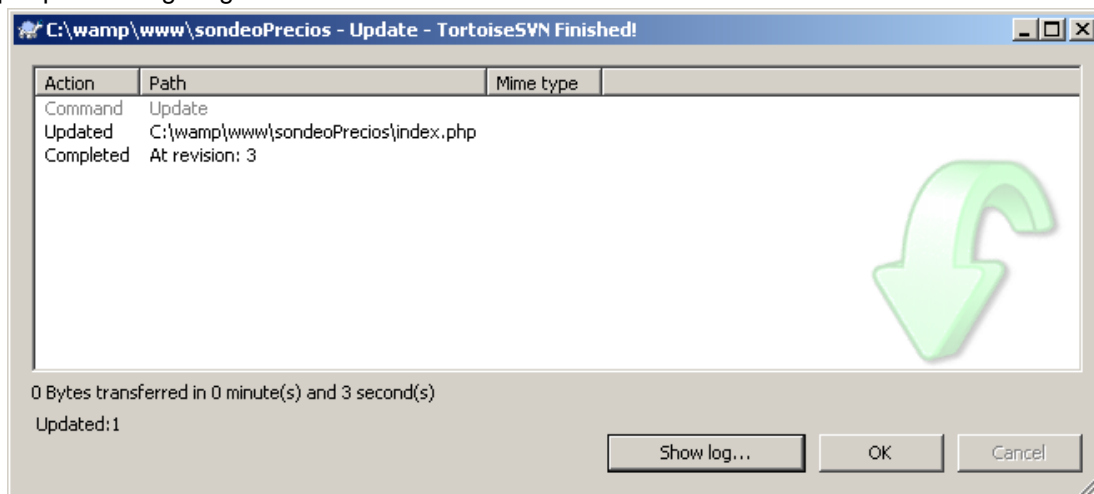 C:\wamp\www\sondeoPrecios - Update - TortoiseSVN Finished!
Action Path Mime type
Command Update
Updated C:\wamp\www\sondeoPrecios\index.php
Completed At revision: 3
0 Bytes transferred in 0 minute(s) and 3 second(s)
Updated:1
Show log... OK Cancel